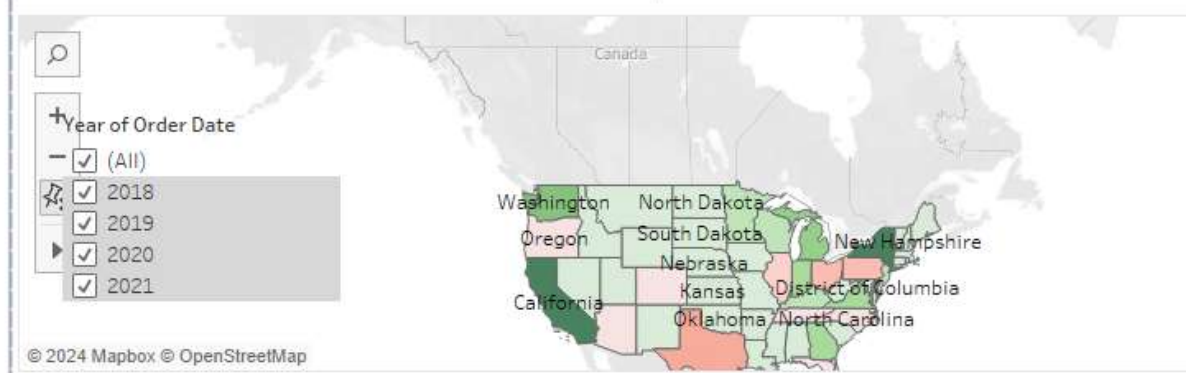 Canada
Year of Order Date
(All)
2018
2019
2020
2021
Washington
North Dakota
Oregon
South Dakota
New Hampshire
Nebraska
California
Kansas
District of Columbia
Oklahoma
North Carolina
© 2024 Mapbox © OpenStreetMap